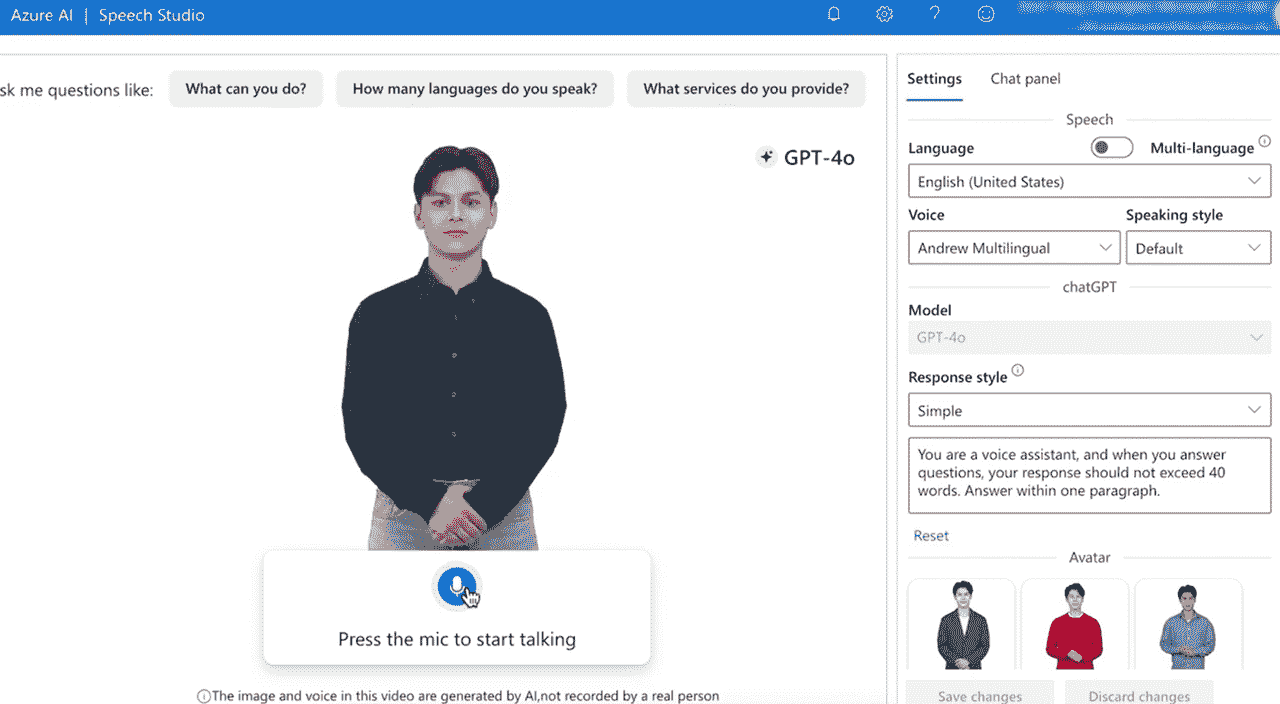 Azure AI | Speech Studio
sk me questions like: What can you do? How many languages do you speak? What services do you provide?
GPT-4o
Press the mic to start talking
The image and voice in this video are generated by AI,not recorded by a real person
Settings Chat panel
Speech
Language Multi-language
English (United States)
Voice Speaking style
Andrew Multilingual Default
chatGPT
Model
GPT-4o
Response style
Simple
You are a voice assistant, and when you answer
questions, your response should not exceed 40
words. Answer within one paragraph.
Reset
Avatar
Save changes Discard changes